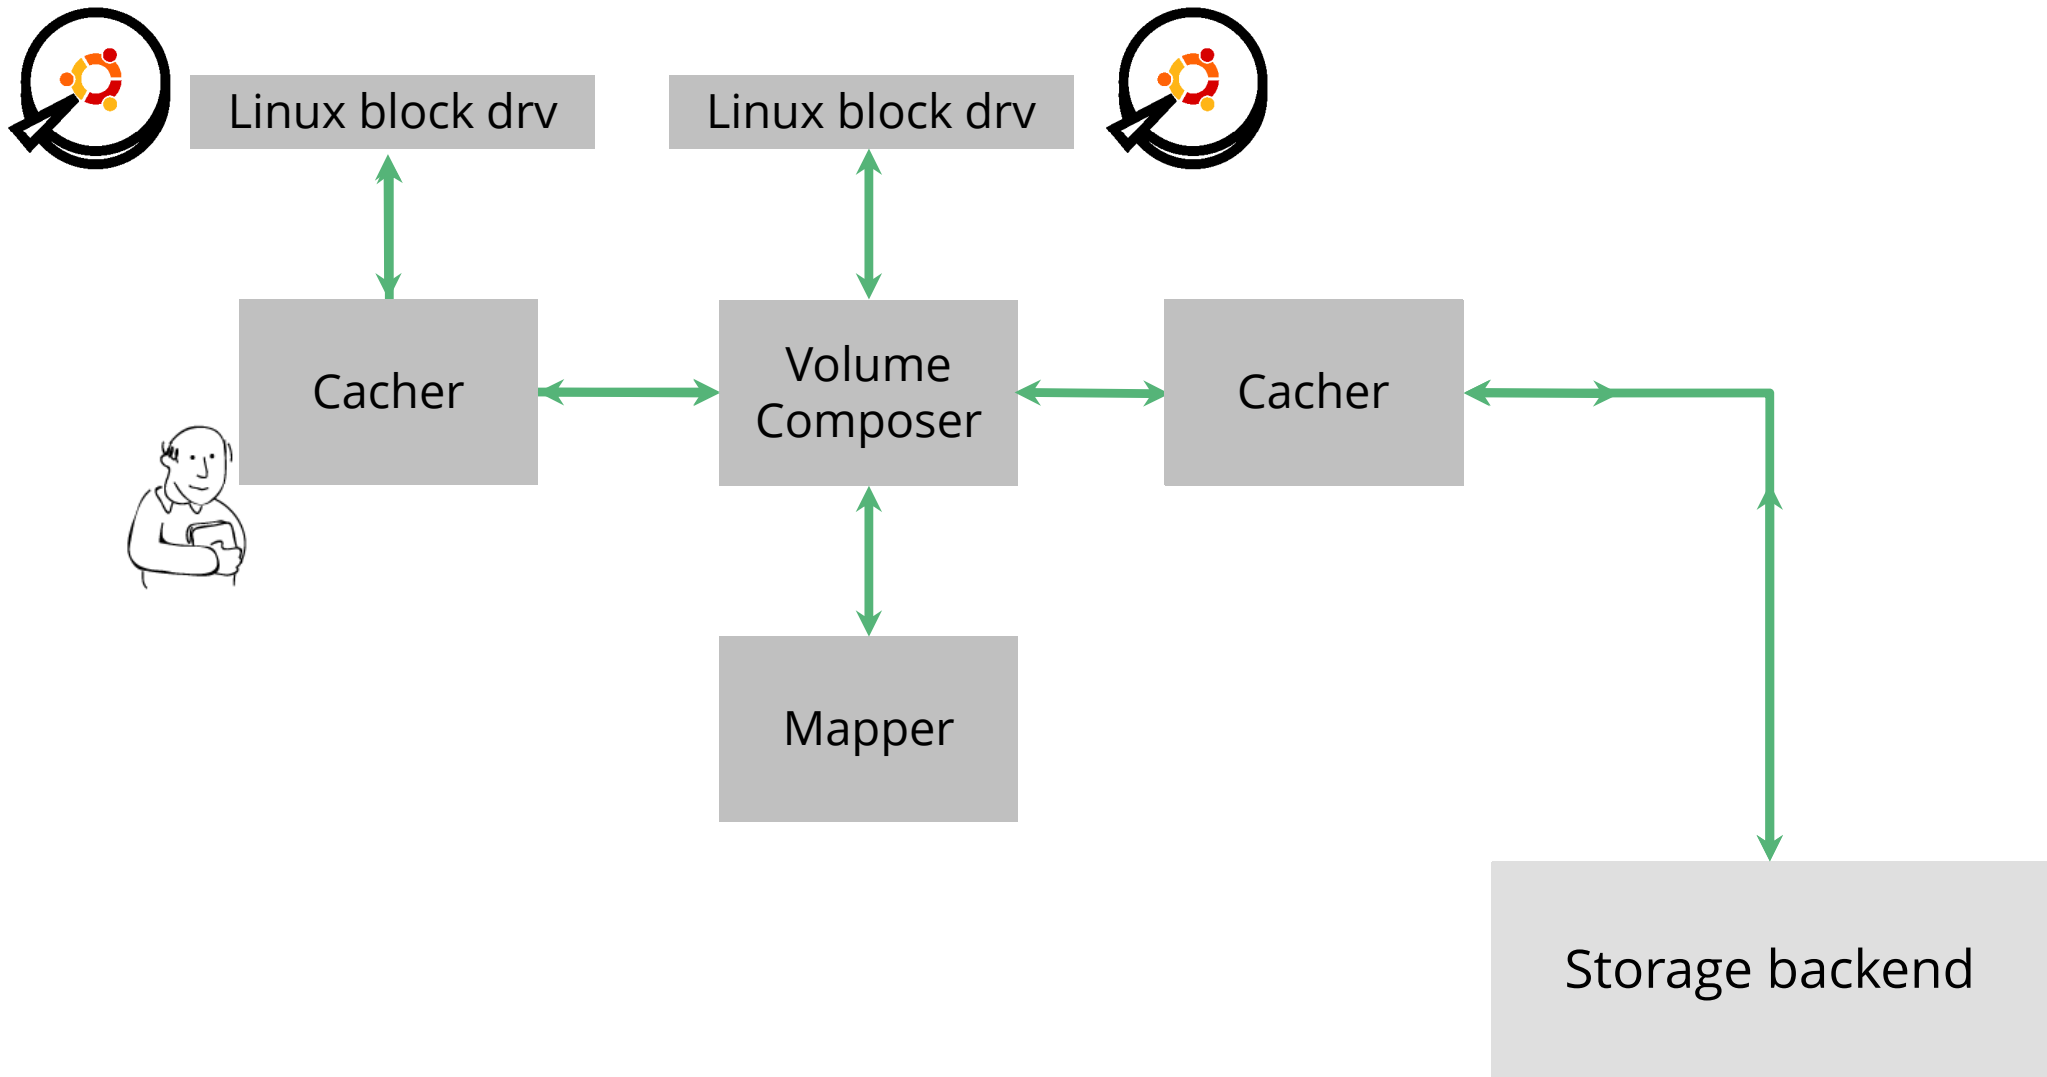 Linux block drv
Linux block drv
Cacher
Volume
Composer
Cacher
Mapper
Storage backend